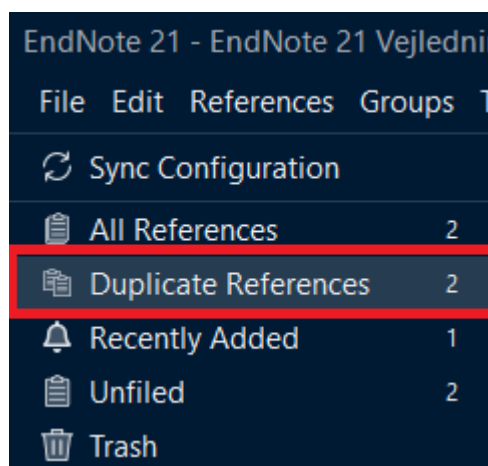 EndNote 21 - EndNote 21
File Edit References Groups
Sync Configuration
All References 2
Duplicate References 2
Recently Added 1
Unfiled 2
Trash